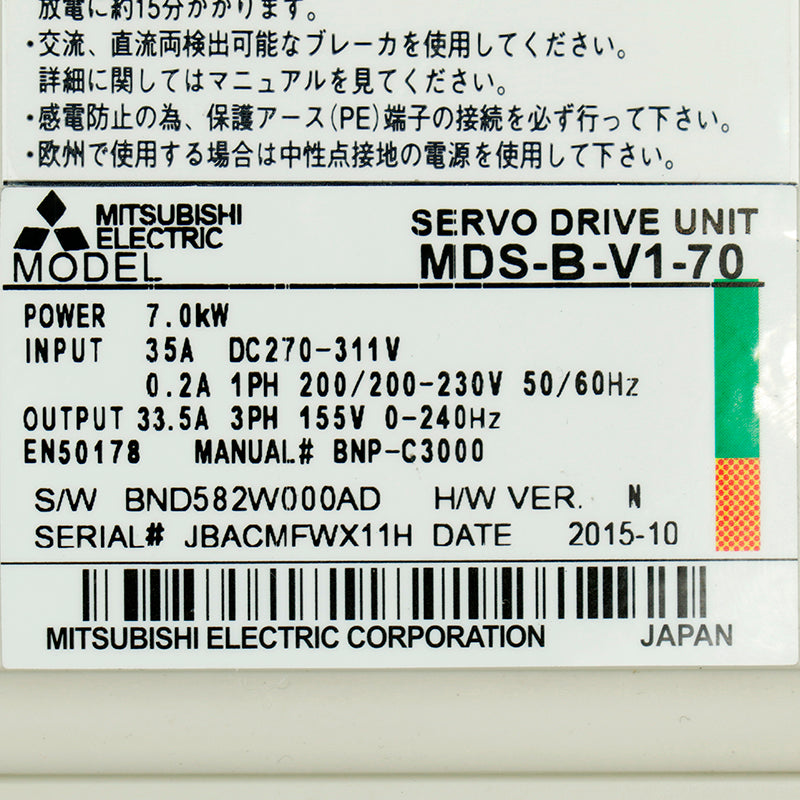 放電に約15分かかります。
・交流、直流両検出可能なブレーカを使用してください。
詳細に関してはマニュアルを見てください。
・感電防止の為、保護アース(PE)端子の接続を必ず行って下さい。
・欧州で使用する場合は中性点接地の電源を使用して下さい。
MITSUBISHI
ELECTRIC
SERVO DRIVE UNIT
MODEL MDS-B-V1-70
POWER 7.0kW
INPUT 35A DC270-311V
0.2A 1PH 200/200-230V 50/60Hz
OUTPUT 33.5A 3PH 155V 0-240Hz
EN50178 MANUAL# BNP-C3000
S/W BND582W000AD H/W VER. N
SERIAL# JBACMFWX11H DATE 2015-10
MITSUBISHI ELECTRIC CORPORATION JAPAN